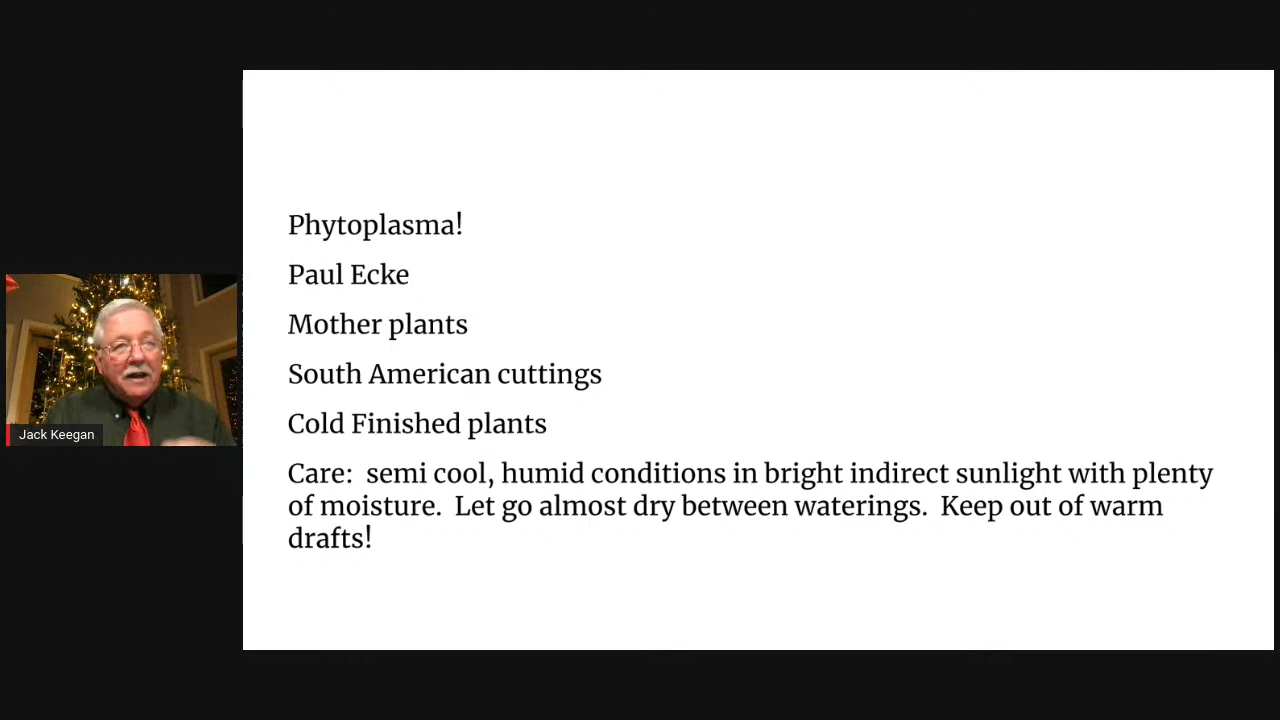 Phytoplasma!
Paul Ecke
Mother plants
South American cuttings
Cold Finished plants
Care:  semi cool, humid conditions in bright indirect sunlight with plenty
of moisture.  Let go almost dry between waterings.  Keep out of warm
drafts!
Jack Keegan